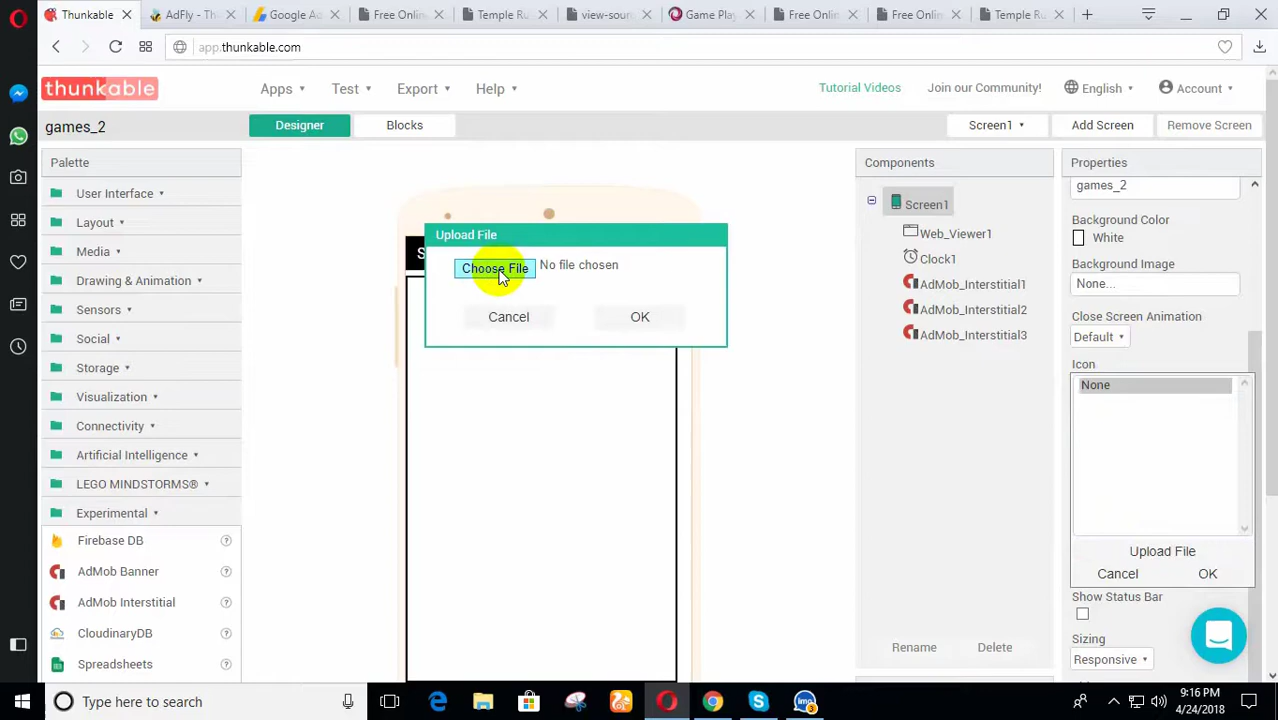 Thunkable
AdFly - Th
Google Ad
Free Onlin
Temple Ru
view-sour
Game Play
Free Onlin
Free Onlin
Temple Ru
app.thunkable.com
thunkable
Apps
Test
Export
Help
Tutorial Videos
Join our Community!
English
Account
games_2
Designer
Blocks
Screen1
Add Screen
Remove Screen
Palette
User Interface
Layout
Media
Drawing & Animation
Sensors
Social
Storage
Visualization
Connectivity
Artificial Intelligence
LEGO MINDSTORMS®
Experimental
Firebase DB
AdMob Banner
AdMob Interstitial
CloudinaryDB
Spreadsheets
S
Upload File
Choose File No file chosen
Cancel
OK
Components
Screen1
Web_Viewer1
Clock1
AdMob_Interstitial1
AdMob_Interstitial2
AdMob_Interstitial3
Rename
Delete
Properties
games_2
Background Color
White
Background Image
None...
Close Screen Animation
Default
Icon
None
Upload File
Cancel
OK
Show Status Bar
Sizing
Responsive
Type here to search
9:16 PM
4/24/2018